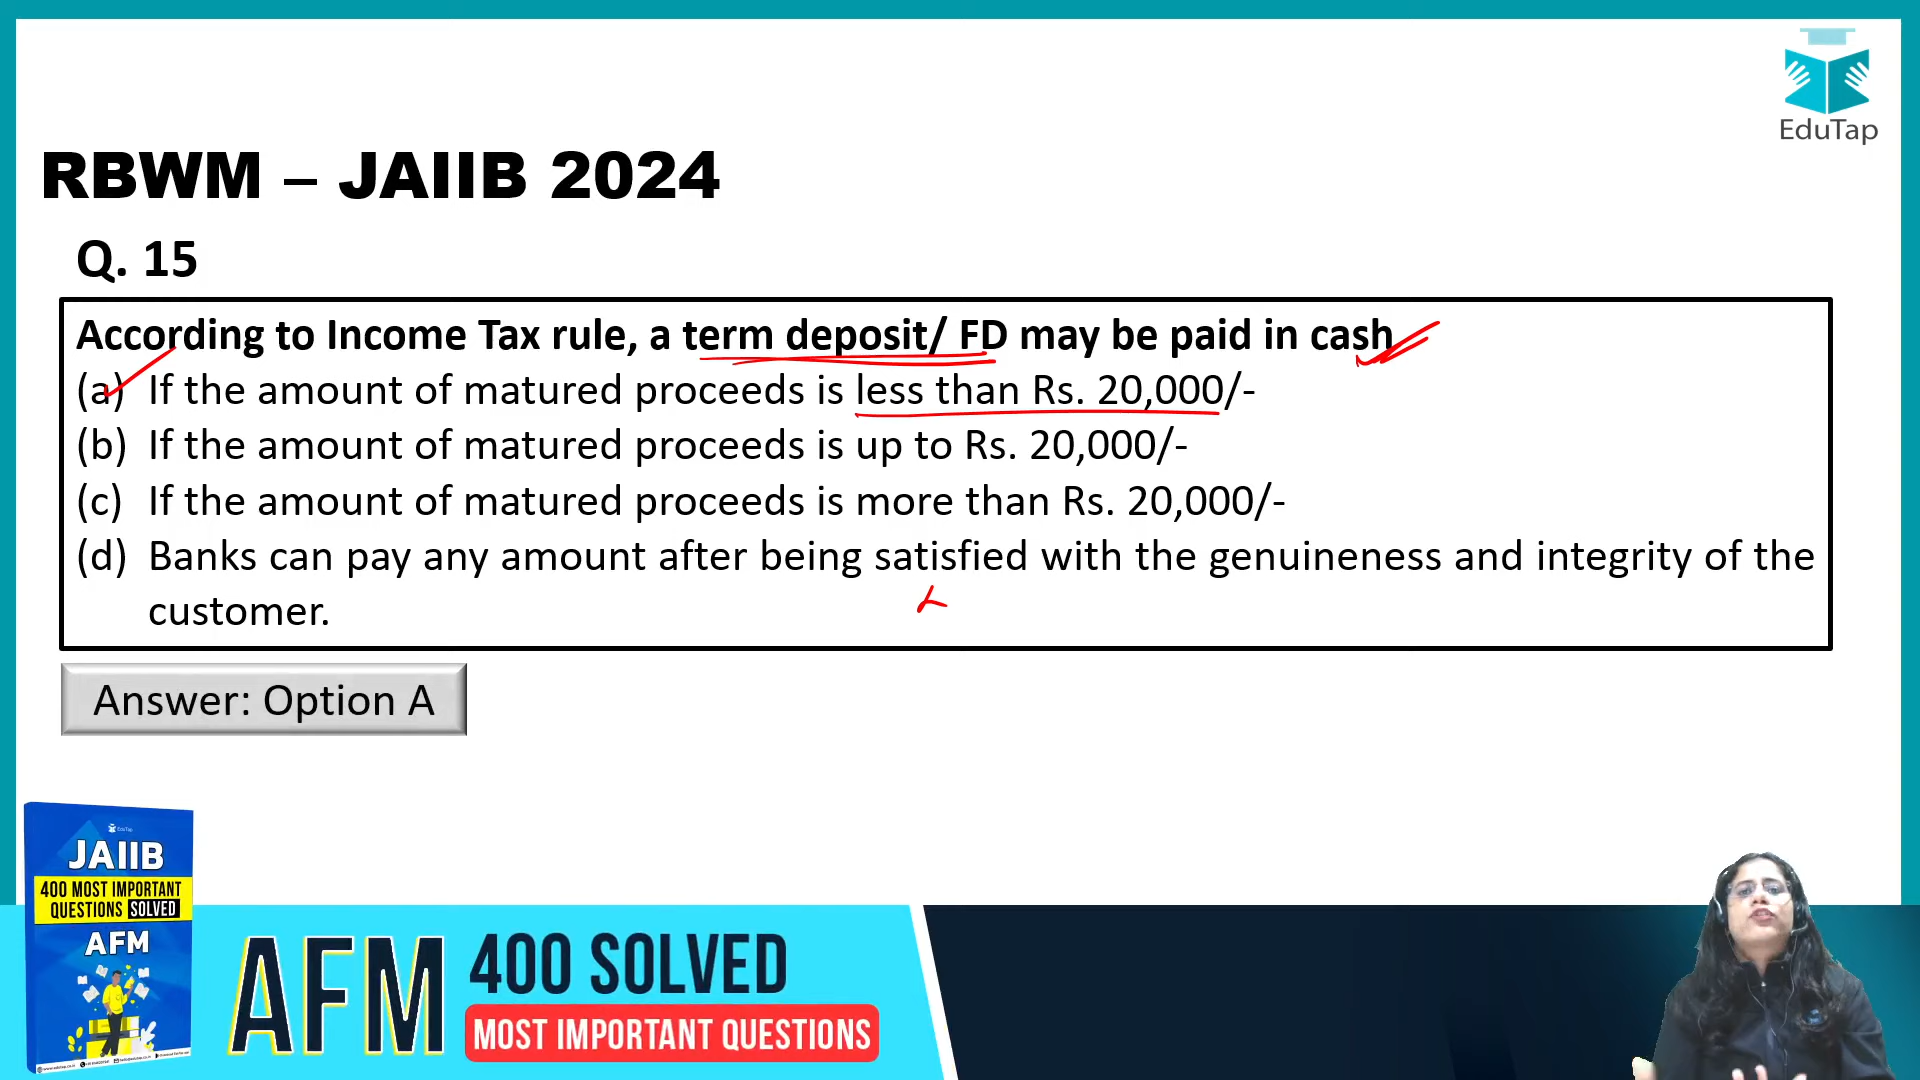 EduTap
RBWM – JAIIB 2024
Q. 15
According to Income Tax rule, a term deposit/ FD may be paid in cash
(a) If the amount of matured proceeds is less than Rs. 20,000/-
(b) If the amount of matured proceeds is up to Rs. 20,000/-
(c) If the amount of matured proceeds is more than Rs. 20,000/-
(d) Banks can pay any amount after being satisfied with the genuineness and integrity of the
customer.
Answer: Option A
EduTap
JAIIB
400 MOST IMPORTANT
QUESTIONS SOLVED
AFM
AFM
400 SOLVED
MOST IMPORTANT QUESTIONS